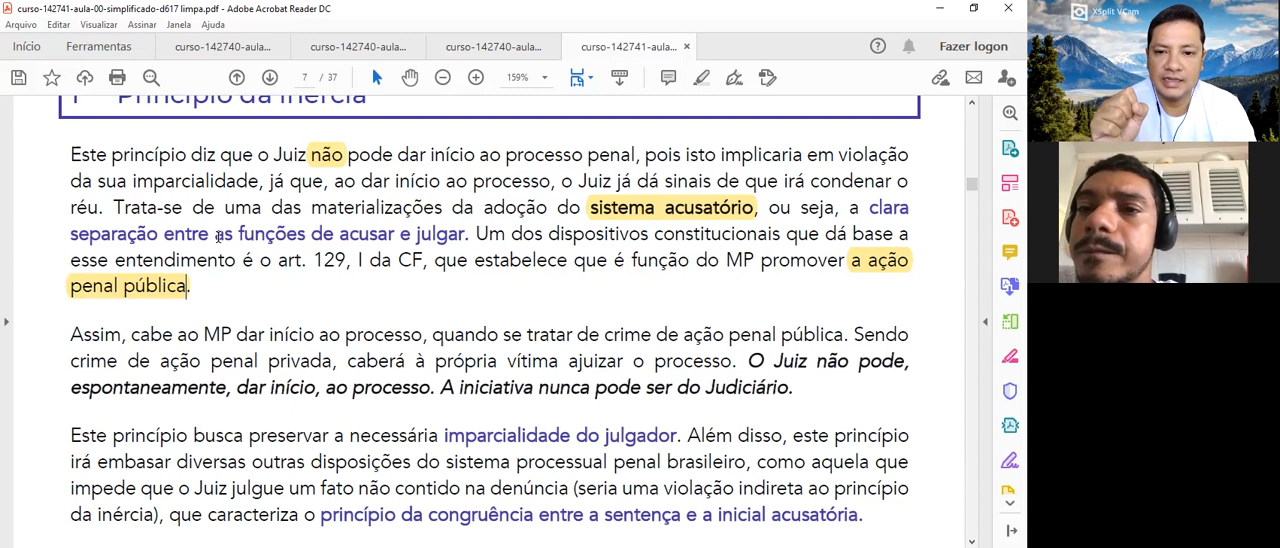 curso-142741-aula-00-simplificado-d617 limpa.pdf - Adobe Acrobat Reader DC
Arquivo Editar Visualizar Assinar Janela Ajuda
Início Ferramentas curso-142740-aula... curso-142740-aula... curso-142740-aula... curso-142741-aula... × Fazer logon
7 / 37 159%
XSplit VCam
1 Princípio da inércia
Este princípio diz que o Juiz não pode dar início ao processo penal, pois isto implicaria em violação
da sua imparcialidade, já que, ao dar início ao processo, o Juiz já dá sinais de que irá condenar o
réu. Trata-se de uma das materializações da adoção do sistema acusatório, ou seja, a clara
separação entre as funções de acusar e julgar. Um dos dispositivos constitucionais que dá base a
esse entendimento é o art. 129, I da CF, que estabelece que é função do MP promover a ação
penal pública.
Assim, cabe ao MP dar início ao processo, quando se tratar de crime de ação penal pública. Sendo
crime de ação penal privada, caberá à própria vítima ajuizar o processo. O Juiz não pode,
espontaneamente, dar início, ao processo. A iniciativa nunca pode ser do Judiciário.
Este princípio busca preservar a necessária imparcialidade do julgador. Além disso, este princípio
irá embasar diversas outras disposições do sistema processual penal brasileiro, como aquela que
impede que o Juiz julgue um fato não contido na denúncia (seria uma violação indireta ao princípio
da inércia), que caracteriza o princípio da congruência entre a sentença e a inicial acusatória.